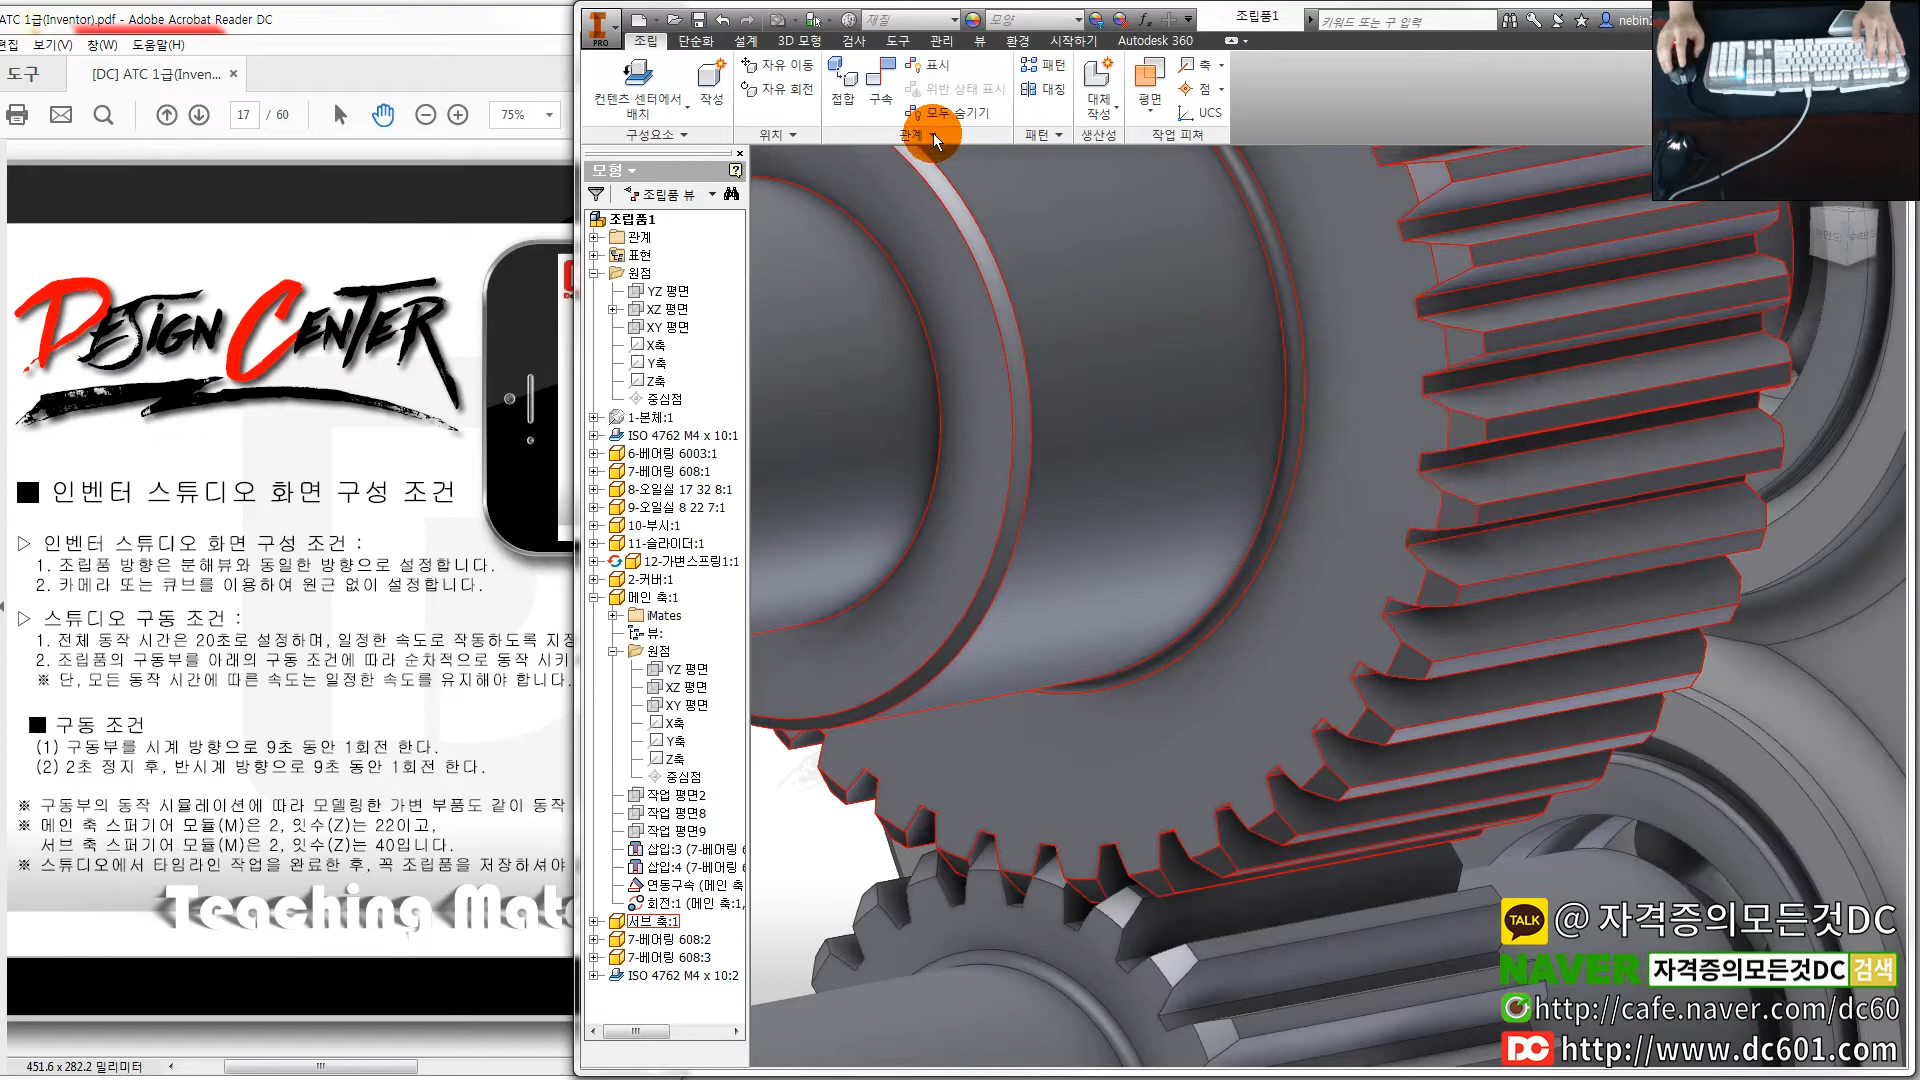 ATC 1급(Inventor).pdf - Adobe Acrobat Reader DC
편집 보기(V) 창(W) 도움말(H)
도구 [DC] ATC 1급(Inven... ×
17 / 60 75%
DESIGN CENTER
■ 인벤터 스튜디오 화면 구성 조건
▷ 인벤터 스튜디오 화면 구성 조건 :
1. 조립품 방향은 분해뷰와 동일한 방향으로 설정합니다.
2. 카메라 또는 큐브를 이용하여 원근 없이 설정합니다.
▷ 스튜디오 구동 조건 :
1. 전체 동작 시간은 20초로 설정하며, 일정한 속도로 작동하도록 지정
2. 조립품의 구동부를 아래의 구동 조건에 따라 순차적으로 동작 시키
※ 단, 모든 동작 시간에 따른 속도는 일정한 속도를 유지해야 합니다.
■ 구동 조건
(1) 구동부를 시계 방향으로 9초 동안 1회전 한다.
(2) 2초 정지 후, 반시계 방향으로 9초 동안 1회전 한다.
※ 구동부의 동작 시뮬레이션에 따라 모델링한 가변 부품도 같이 동작
※ 메인 축 스퍼기어 모듈(M)은 2, 잇수(Z)는 22이고,
서브 축 스퍼기어 모듈(M)은 2, 잇수(Z)는 40입니다.
※ 스튜디오에서 타임라인 작업을 완료한 후, 꼭 조립품을 저장하셔야
Teaching Mate
451.6 x 282.2 밀리미터
PRO
재질 모양 fx 조립품1 키워드 또는 구 입력 nebin
조립 단순화 설계 3D 모형 검사 도구 관리 뷰 환경 시작하기 Autodesk 360
컨텐츠 센터에서 배치 작성 자유 이동 자유 회전 접합 구속 표시 위반 상태 표시 모두 숨기기 패턴 대칭 대체 작성 평면 축 점 UCS
구성요소 위치 관계 패턴 생산성 작업 피쳐
모형
조립품 뷰
조립품1
관계
표현
원점
YZ 평면
XZ 평면
XY 평면
X축
Y축
Z축
중심점
1-본체:1
ISO 4762 M4 x 10:1
6-베어링 6003:1
7-베어링 608:1
8-오일실 17 32 8:1
9-오일실 8 22 7:1
10-부시:1
11-슬라이더:1
12-가변스프링1:1
2-커버:1
메인 축:1
iMates
뷰:
원점
YZ 평면
XZ 평면
XY 평면
X축
Y축
Z축
중심점
작업 평면2
작업 평면8
작업 평면9
삽입:3 (7-베어링 6
삽입:4 (7-베어링 6
연동구속 (메인 축
회전:1 (메인 축:1,
서브 축:1
7-베어링 608:2
7-베어링 608:3
ISO 4762 M4 x 10:2
TALK @ 자격증의모든것DC
NAVER 자격증의모든것DC 검색
http://cafe.naver.com/dc60
DC http://www.dc601.com